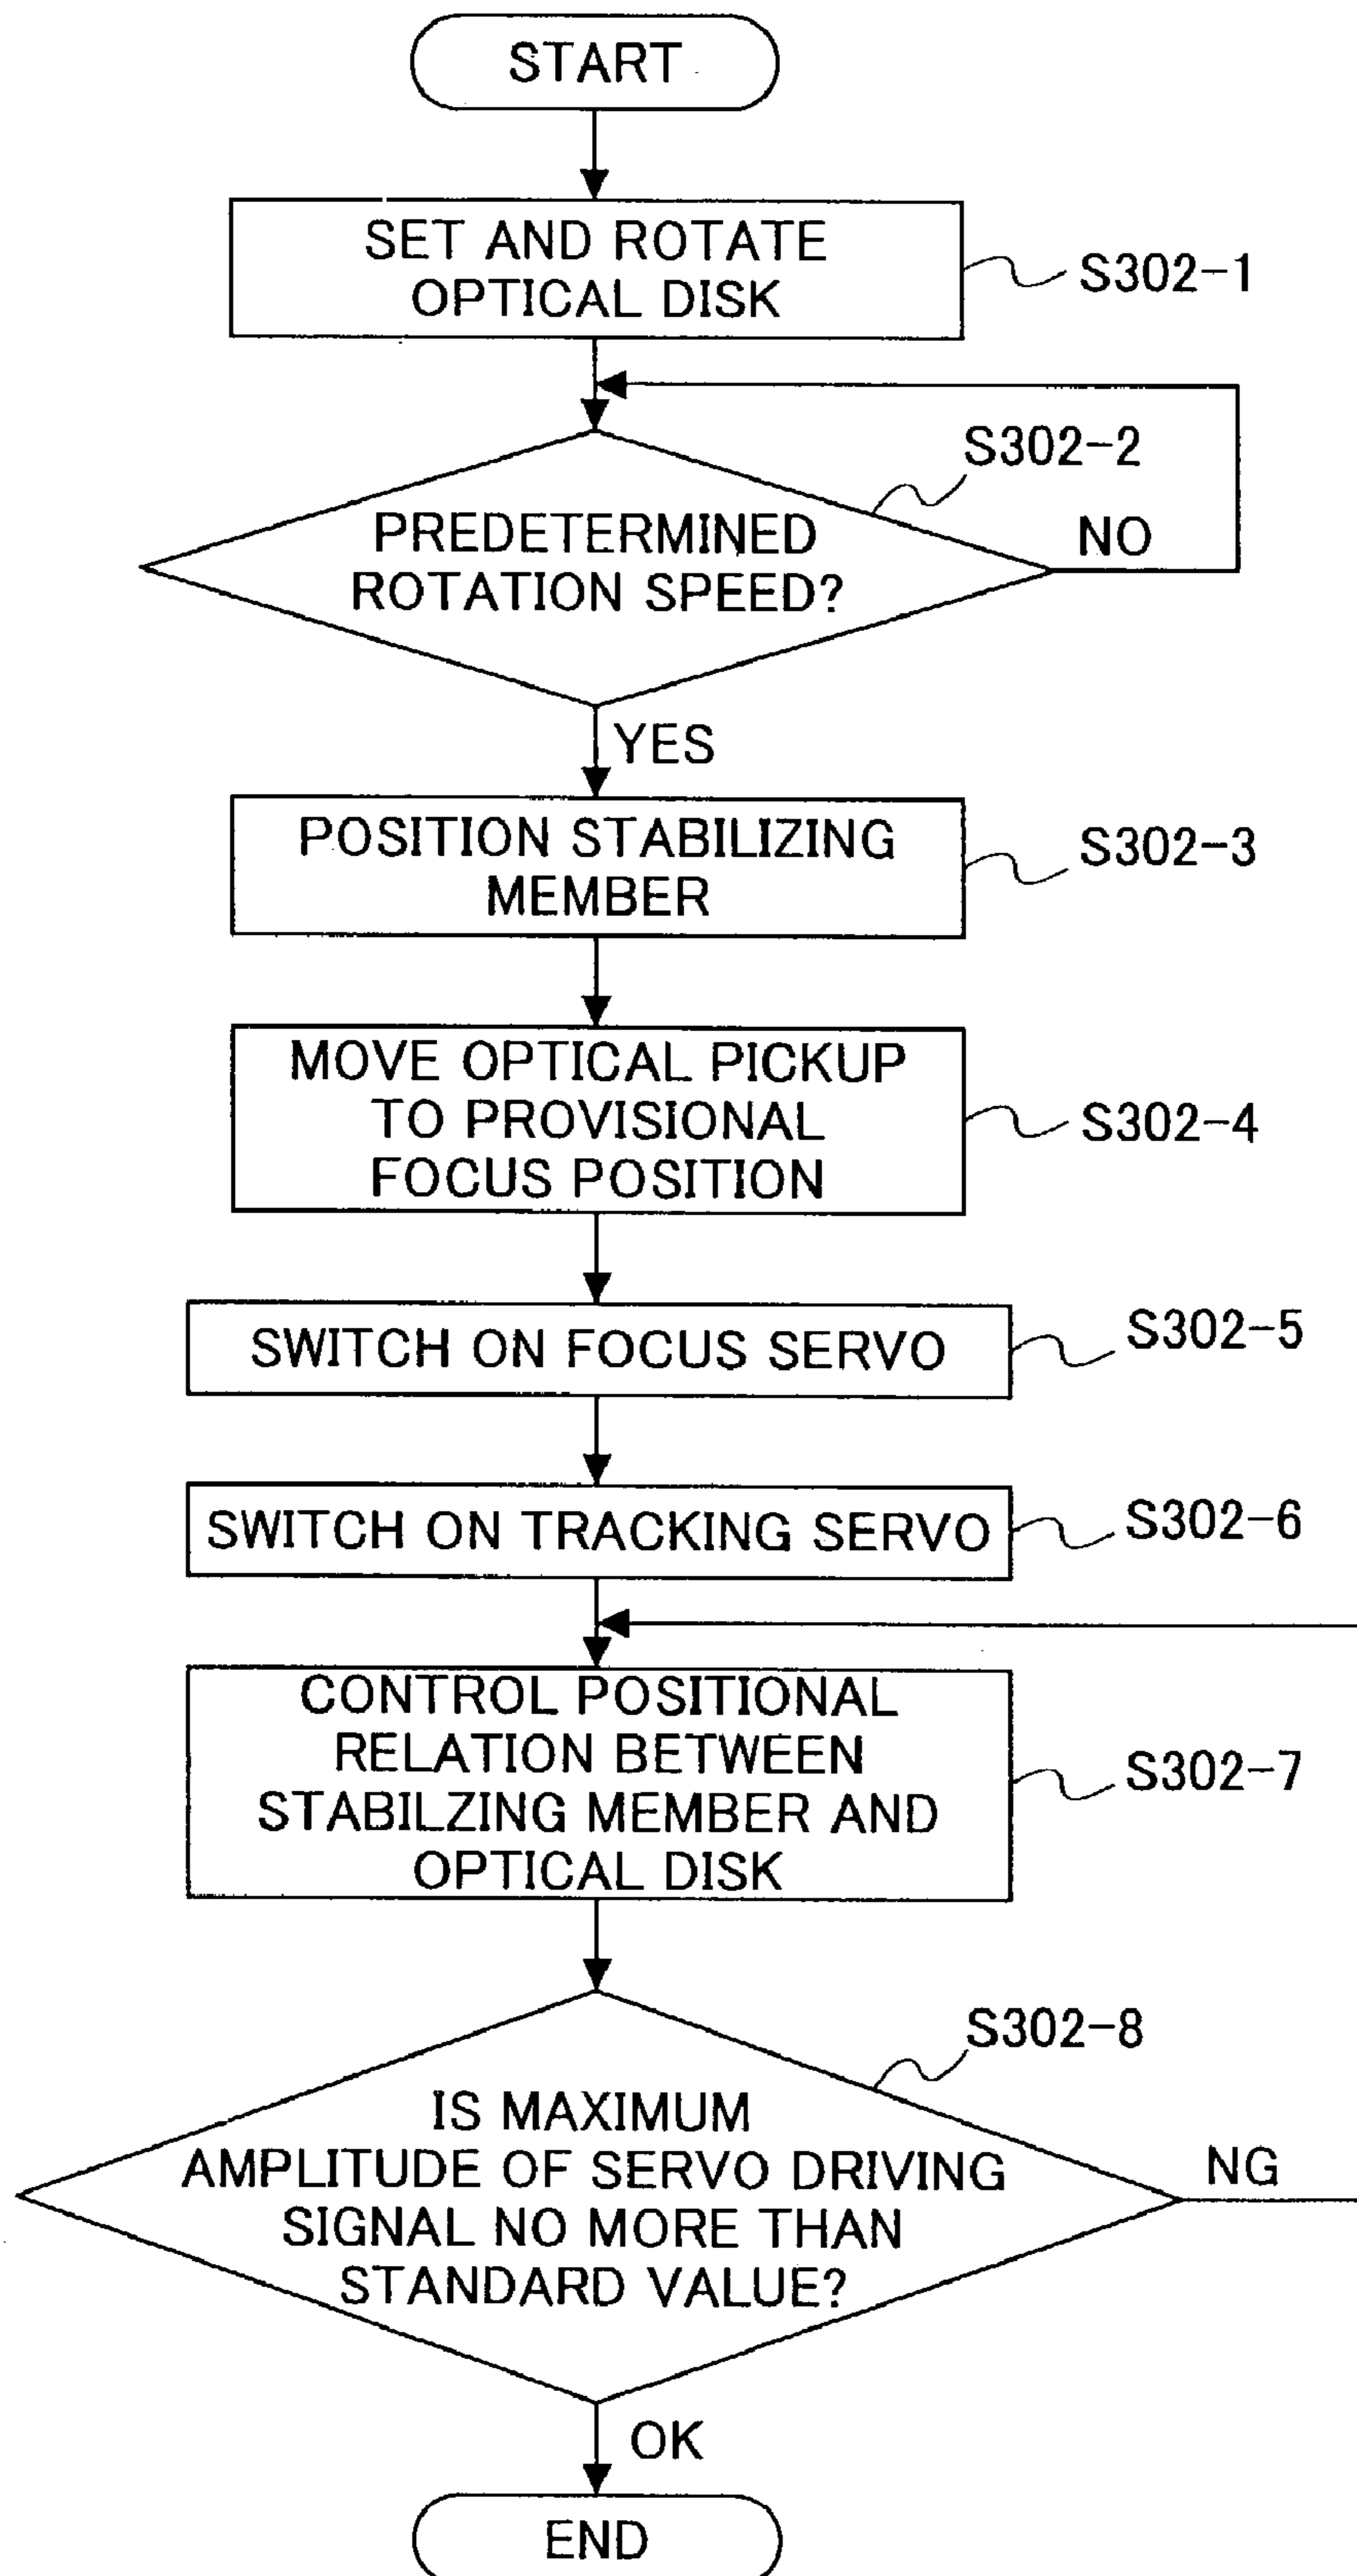 START
SET AND ROTATE
OPTICAL DISK
S302-1
S302-2
PREDETERMINED
ROTATION SPEED?
NO
YES
POSITION STABILIZING
MEMBER
S302-3
MOVE OPTICAL PICKUP
TO PROVISIONAL
FOCUS POSITION
S302-4
SWITCH ON FOCUS SERVO
S302-5
SWITCH ON TRACKING SERVO
S302-6
CONTROL POSITIONAL
RELATION BETWEEN
STABILZING MEMBER AND
OPTICAL DISK
S302-7
S302-8
IS MAXIMUM
AMPLITUDE OF SERVO DRIVING
SIGNAL NO MORE THAN
STANDARD VALUE?
NG
OK
END